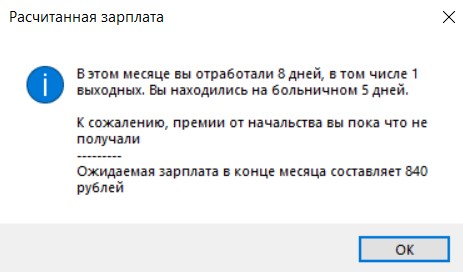 Расчитанная зарплата
В этом месяце вы отработали 8 дней, в том числе 1
выходных. Вы находились на больничном 5 дней.
К сожалению, премии от начальства вы пока что не
получали
---------
Ожидаемая зарплата в конце месяца составляет 840
рублей
OK